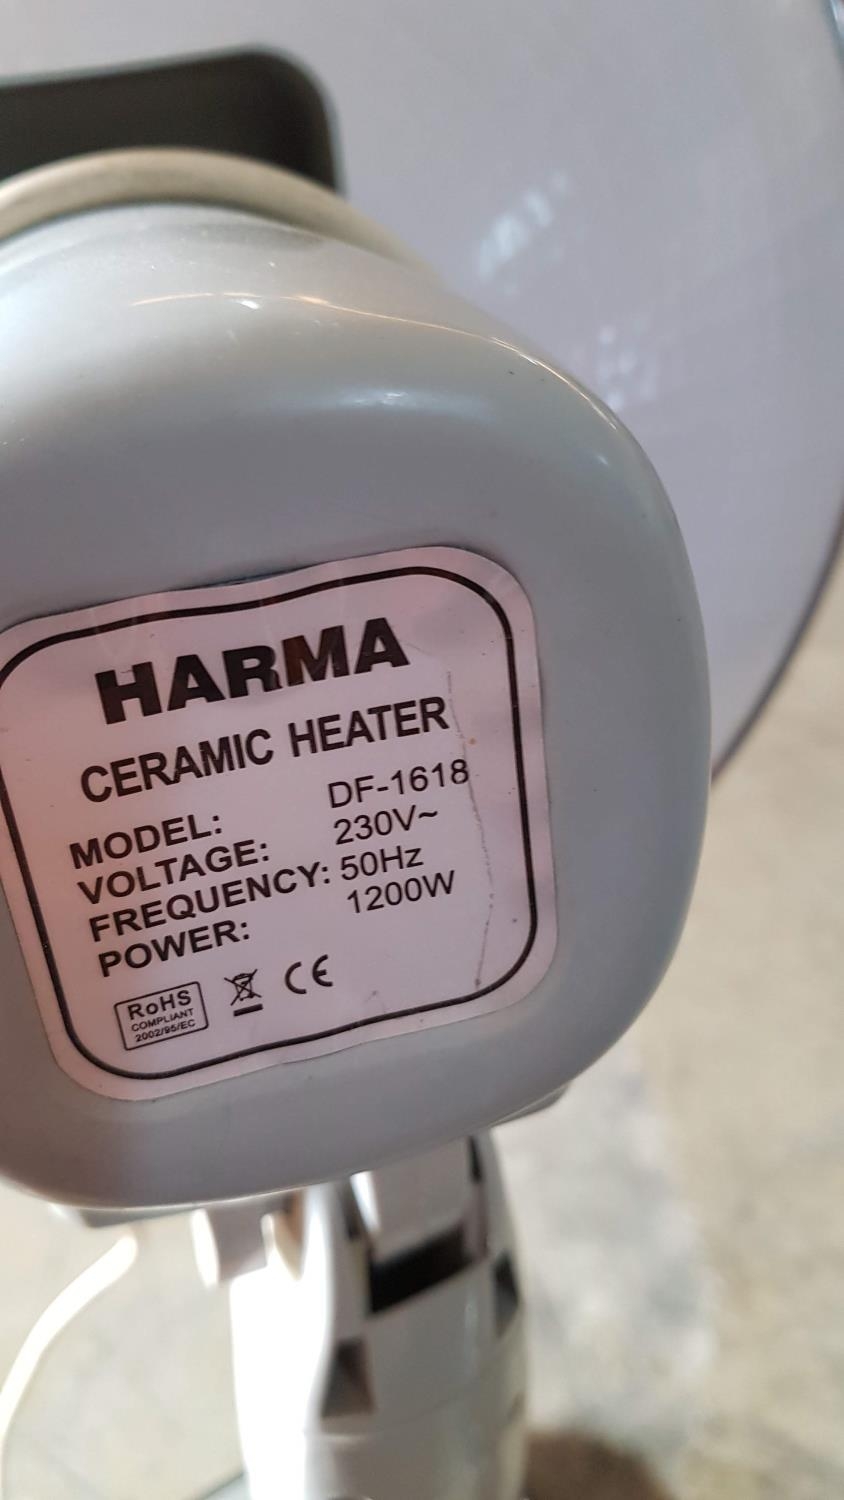 HARMA
CERAMIC HEATER
MODEL: DF-1618
VOLTAGE: 230V~
FREQUENCY: 50Hz
POWER: 1200W
RoHS
COMPLIANT
2002/95/EC
CE